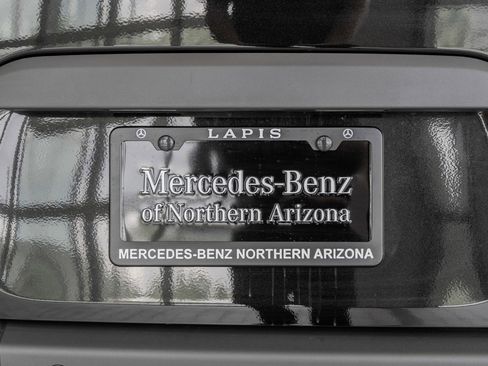 LAPIS
Mercedes-Benz
of Northern Arizona
MERCEDES-BENZ NORTHERN ARIZONA